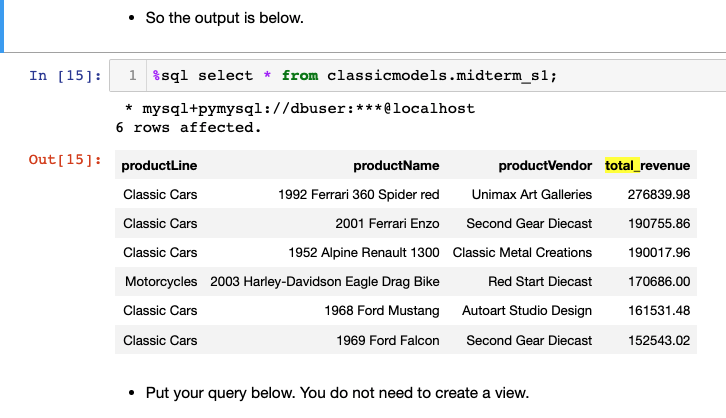 • So the output is below.
In [15]: 1 %sql select * from classicmodels.midterm_s1;
* mysql+pymysql://dbuser:***@localhost
6 rows affected.
Out[15]:
productLine productName productVendor total_revenue
Classic Cars 1992 Ferrari 360 Spider red Unimax Art Galleries 276839.98
Classic Cars 2001 Ferrari Enzo Second Gear Diecast 190755.86
Classic Cars 1952 Alpine Renault 1300 Classic Metal Creations 190017.96
Motorcycles 2003 Harley-Davidson Eagle Drag Bike Red Start Diecast 170686.00
Classic Cars 1968 Ford Mustang Autoart Studio Design 161531.48
Classic Cars 1969 Ford Falcon Second Gear Diecast 152543.02
• Put your query below. You do not need to create a view.